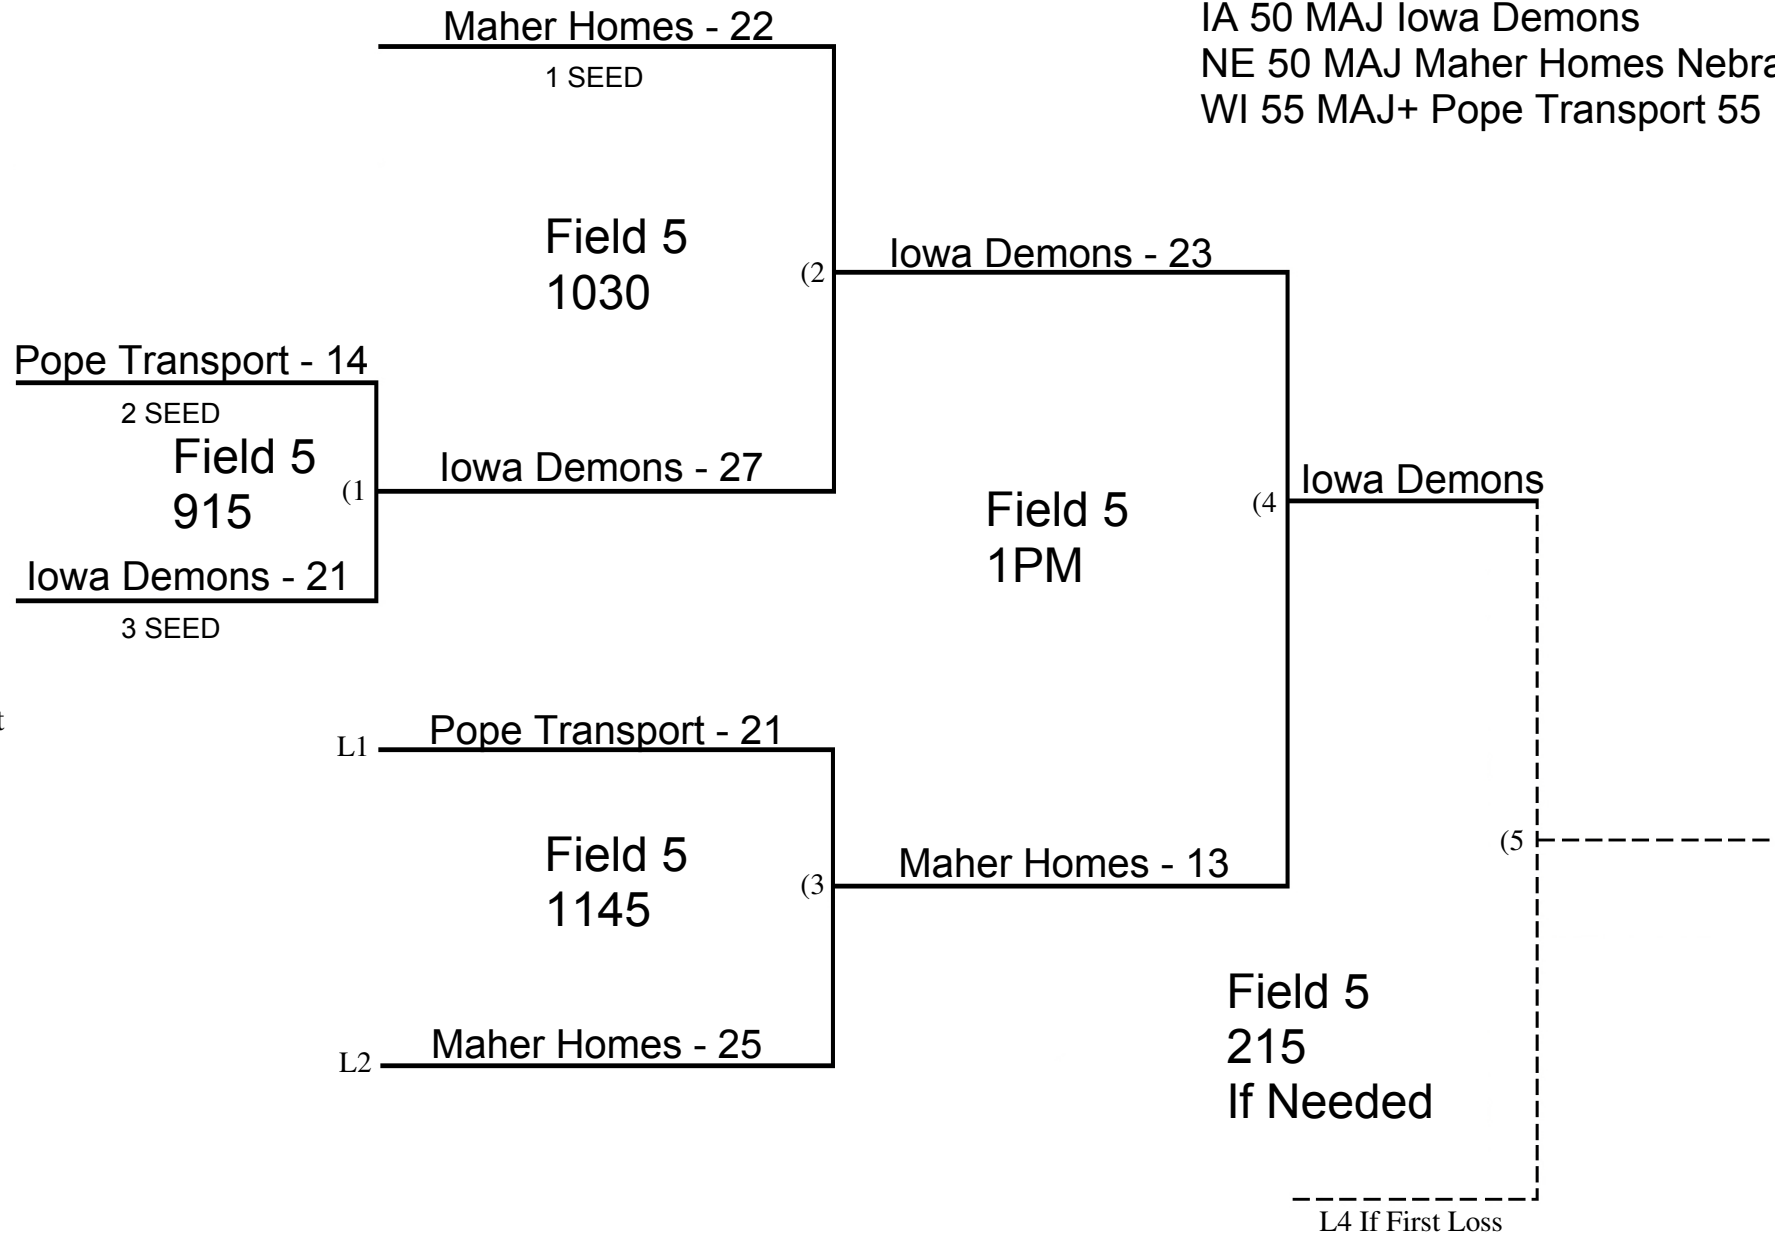 Maher Homes - 22
1 SEED
IA 50 MAJ Iowa Demons
NE 50 MAJ Maher Homes
WI 55 MAJ+ Pope Transport 55
Field 5
1030
(2
Iowa Demons - 23
Pope Transport - 14
2 SEED
Field 5
915
(1
Iowa Demons - 27
Iowa Demons - 21
3 SEED
Field 5
1PM
(4
Iowa Demons
L1
Pope Transport - 21
Field 5
1145
(3
Maher Homes - 13
L2
Maher Homes - 25
(5
Field 5
215
If Needed
L4 If First Loss